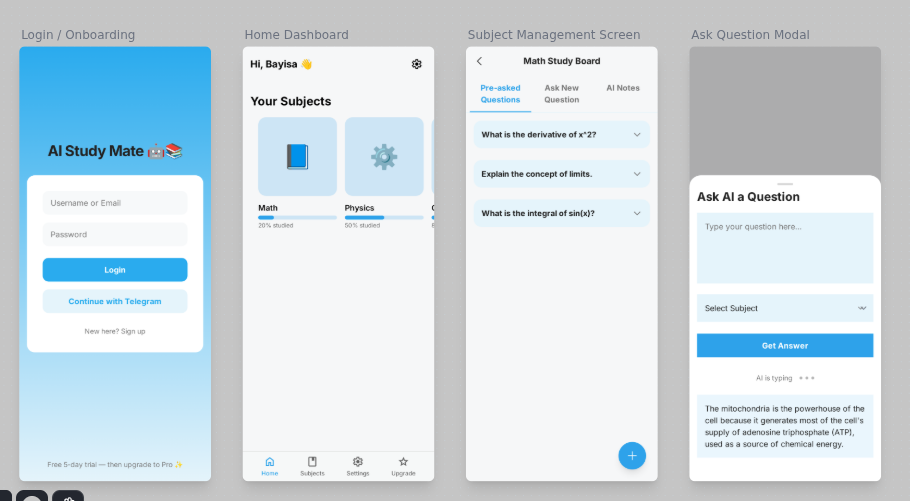 Login / Onboarding
AI Study Mate 🤖📚
Username or Email
Password
Login
Continue with Telegram
New here? Sign up
Free 5-day trial — then upgrade to Pro ✨
Home Dashboard
Hi, Bayisa 👋
Your Subjects
Math
20% studied
Physics
50% studied
Home
Subjects
Settings
Upgrade
Subject Management Screen
Math Study Board
Pre-asked
Questions
Ask New
Question
AI Notes
What is the derivative of x^2?
Explain the concept of limits.
What is the integral of sin(x)?
Ask Question Modal
Ask AI a Question
Type your question here...
Select Subject
Get Answer
AI is typing
The mitochondria is the powerhouse of the
cell because it generates most of the cell's
supply of adenosine triphosphate (ATP),
used as a source of chemical energy.